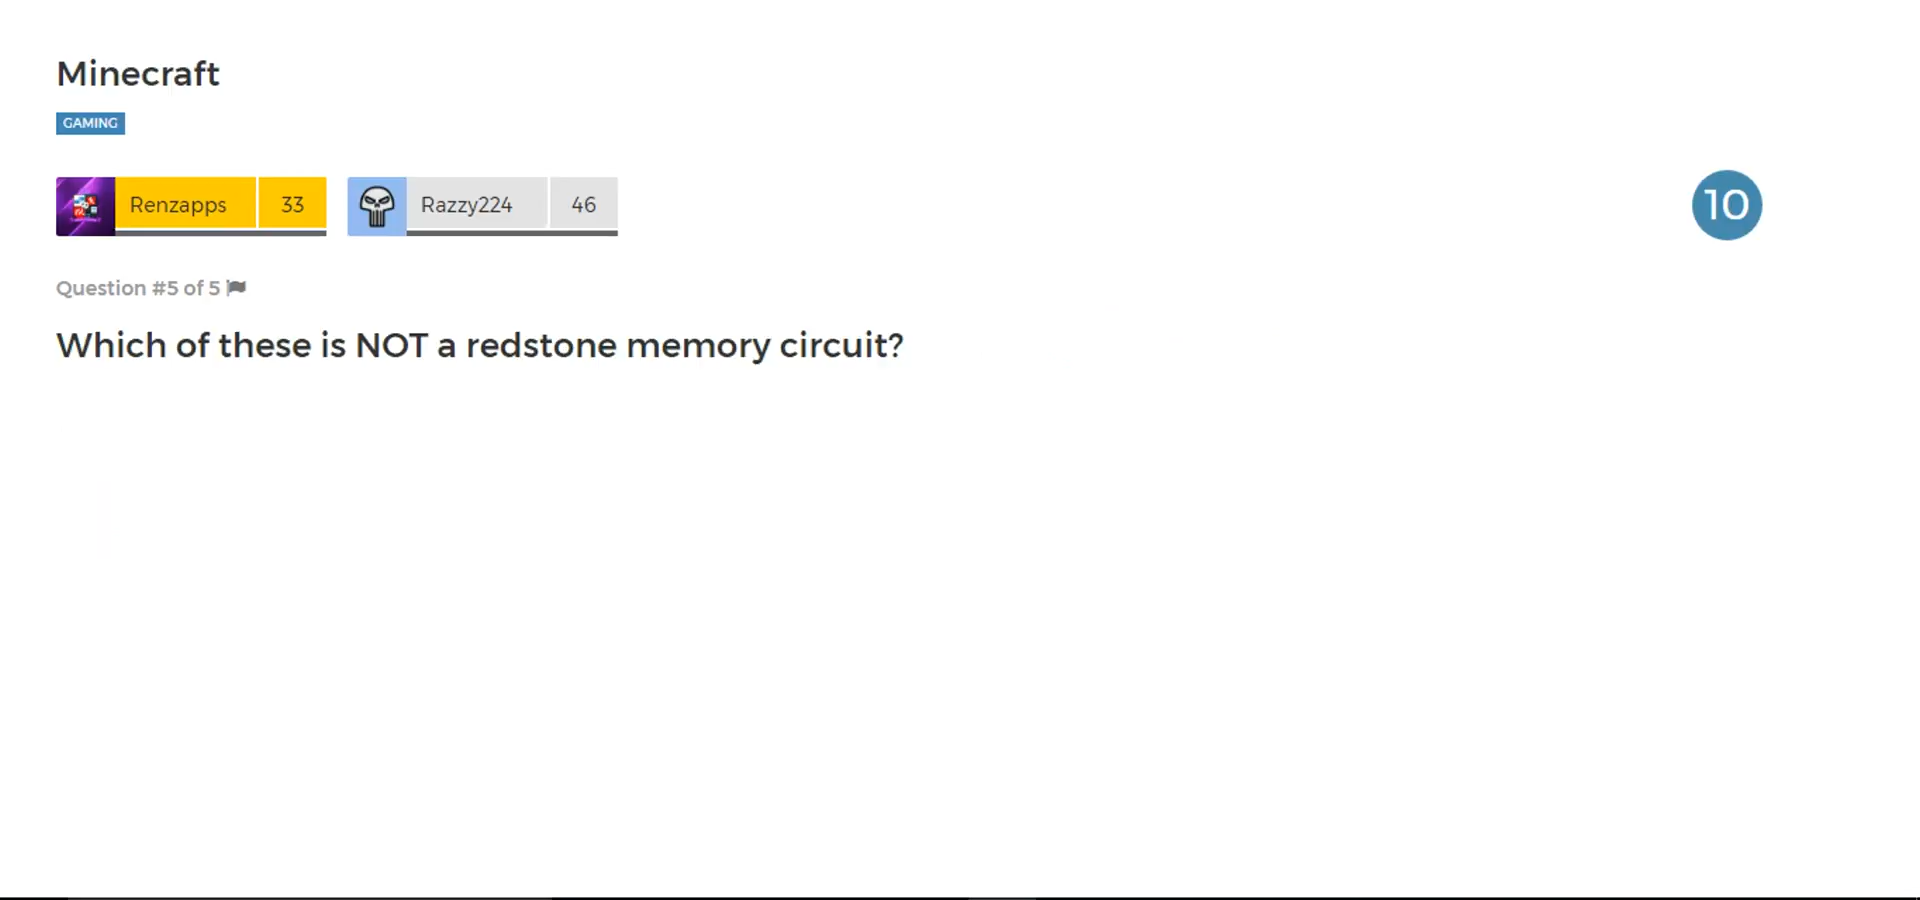 Minecraft
GAMING
Renzapps 33 Razzy224 46
10
Question #5 of 5
Which of these is NOT a redstone memory circuit?